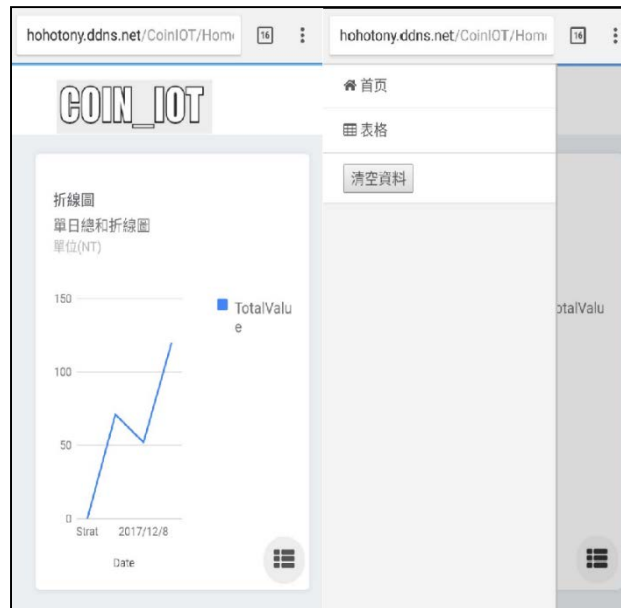 hohotony.ddns.net/CoinIOT/Hom
16
COIN_IOT
折線圖
單日總和折線圖
單位(NT)
150
100
50
0
TotalValu
e
Strat
2017/12/8
Date
hohotony.ddns.net/CoinIOT/Hom
16
首页
表格
清空資料
otalValu